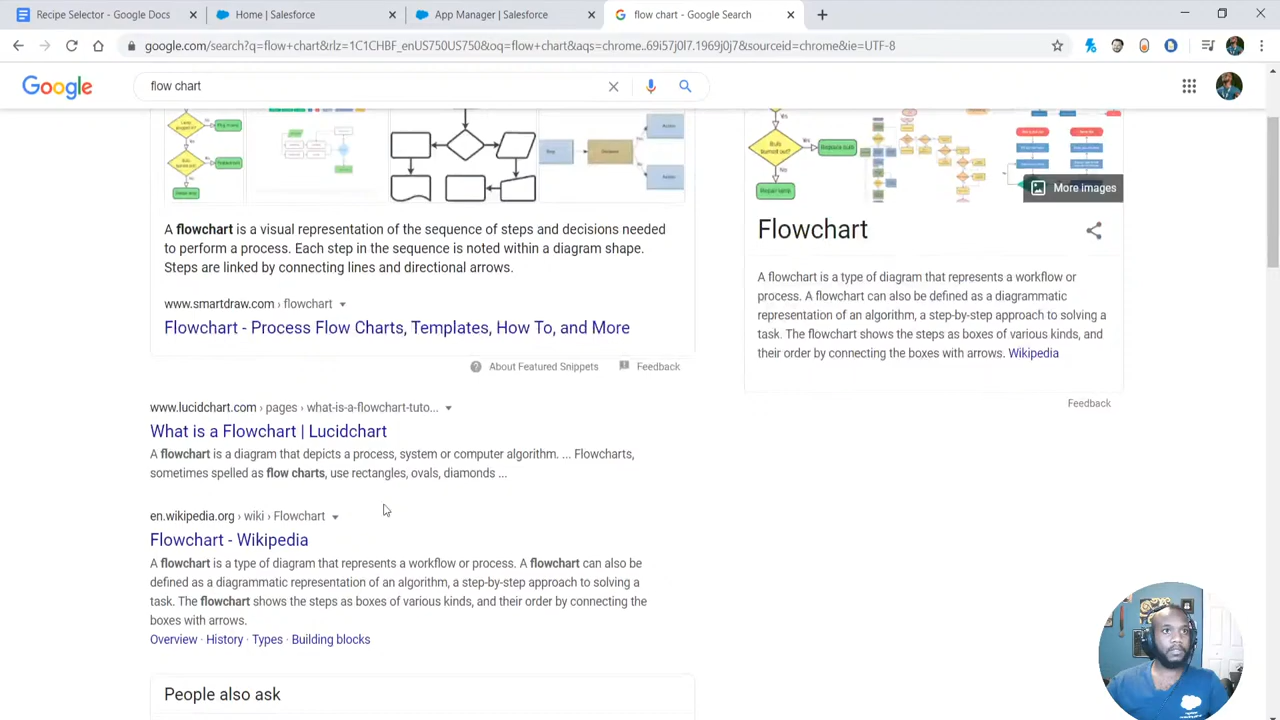 Recipe Selector - Google Docs
Home | Salesforce
App Manager | Salesforce
flow chart - Google Search
google.com/search?q=flow+chart&rlz=1C1CHBF_enUS750US750&oq=flow+chart&aqs=chrome..69i57j0l7.1969j0j7&sourceid=chrome&ie=UTF-8
Google
flow chart
A flowchart is a visual representation of the sequence of steps and decisions needed
to perform a process. Each step in the sequence is noted within a diagram shape.
Steps are linked by connecting lines and directional arrows.
www.smartdraw.com › flowchart
Flowchart - Process Flow Charts, Templates, How To, and More
About Featured Snippets
Feedback
www.lucidchart.com › pages › what-is-a-flowchart-tuto...
What is a Flowchart | Lucidchart
A flowchart is a diagram that depicts a process, system or computer algorithm. ... Flowcharts,
sometimes spelled as flow charts, use rectangles, ovals, diamonds ...
en.wikipedia.org › wiki › Flowchart
Flowchart - Wikipedia
A flowchart is a type of diagram that represents a workflow or process. A flowchart can also be
defined as a diagrammatic representation of an algorithm, a step-by-step approach to solving a
task. The flowchart shows the steps as boxes of various kinds, and their order by connecting the
boxes with arrows.
Overview · History · Types · Building blocks
People also ask
Yes
Bulb
burned out?
Yes
Replace bulb
No
Repair lamp
More images
Flowchart
A flowchart is a type of diagram that represents a workflow or
process. A flowchart can also be defined as a diagrammatic
representation of an algorithm, a step-by-step approach to solving a
task. The flowchart shows the steps as boxes of various kinds, and
their order by connecting the boxes with arrows. Wikipedia
Feedback